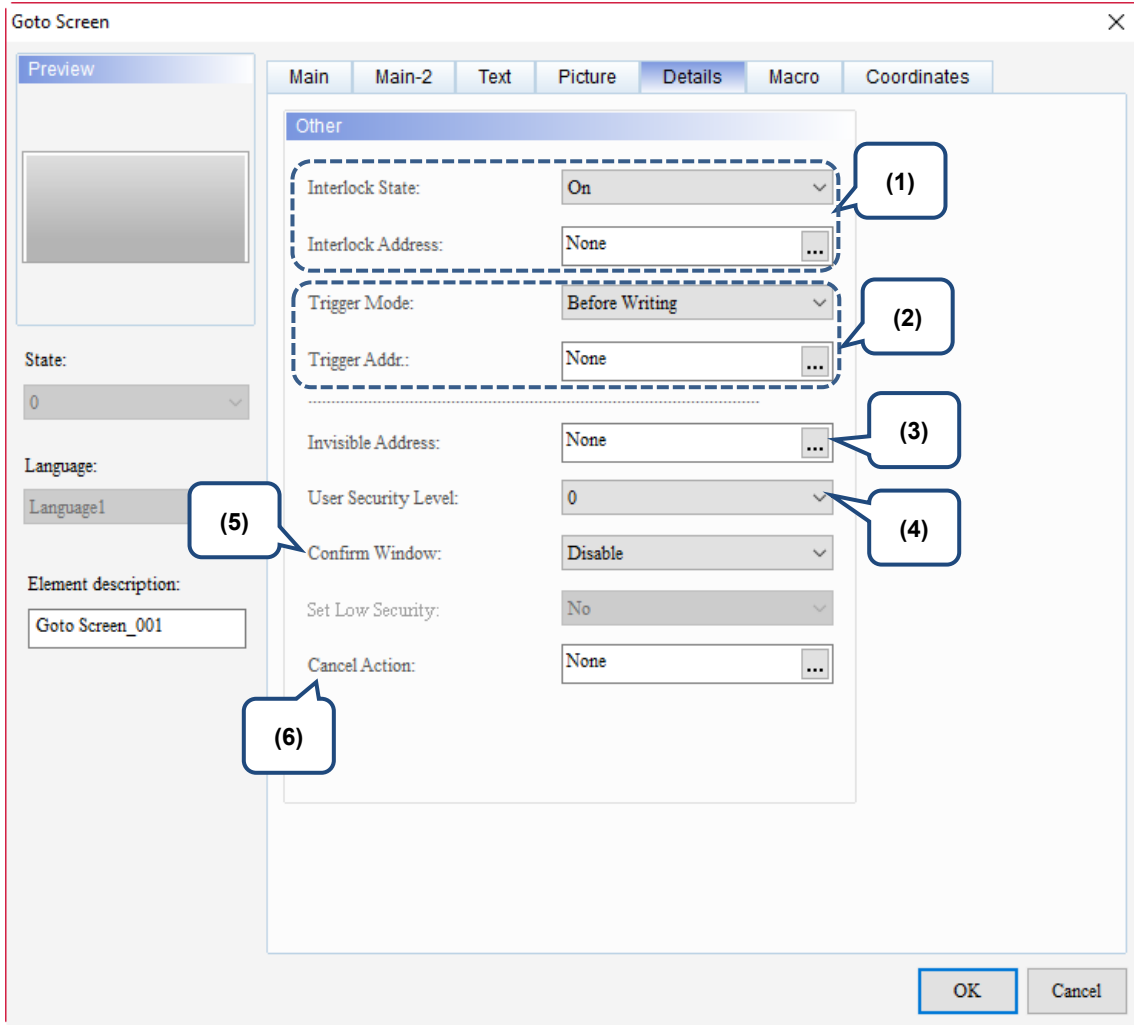 Goto Screen
Preview
Main Main-2 Text Picture Details Macro Coordinates
Other
Interlock State: On
(1)
Interlock Address: None ...
Trigger Mode: Before Writing
(2)
Trigger Addr.: None ...
State:
0
Invisible Address: None ...
(3)
Language:
Language1
User Security Level: 0
(4)
(5)
Confirm Window: Disable
Element description:
Goto Screen_001
Set Low Security: No
Cancel Action: None ...
(6)
OK Cancel